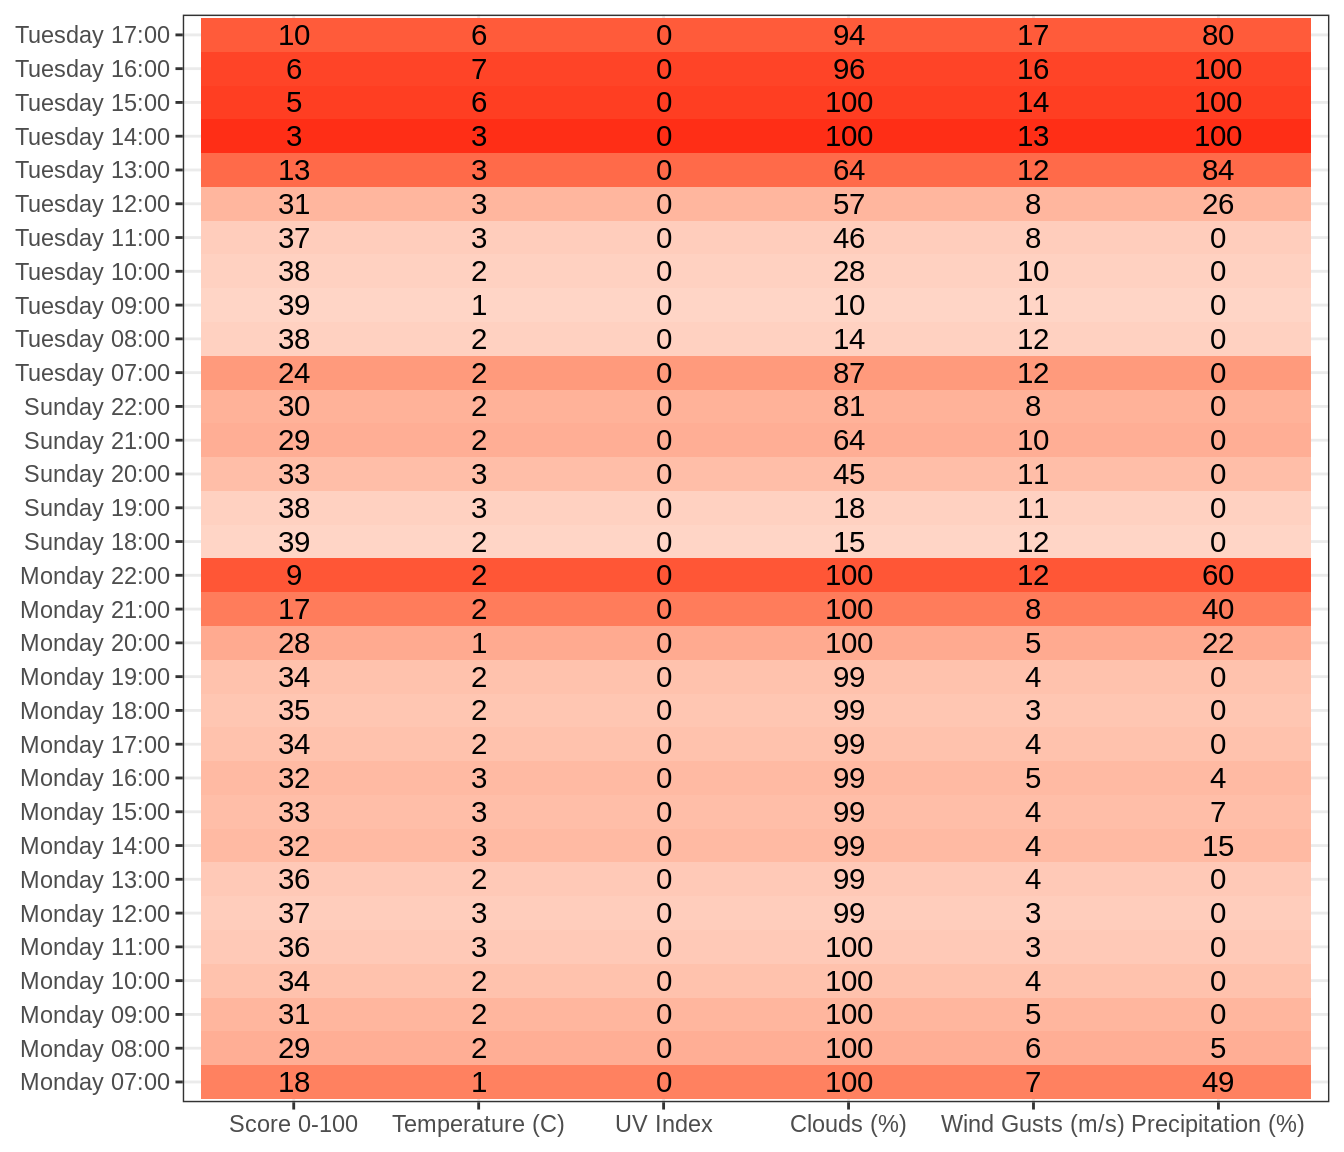 Tuesday 17:00 10 6 0 94 17 80
Tuesday 16:00 6 7 0 96 16 100
Tuesday 15:00 5 6 0 100 14 100
Tuesday 14:00 3 3 0 100 13 100
Tuesday 13:00 13 3 0 64 12 84
Tuesday 12:00 31 3 0 57 8 26
Tuesday 11:00 37 3 0 46 8 0
Tuesday 10:00 38 2 0 28 10 0
Tuesday 09:00 39 1 0 10 11 0
Tuesday 08:00 38 2 0 14 12 0
Tuesday 07:00 24 2 0 87 12 0
Sunday 22:00 30 2 0 81 8 0
Sunday 21:00 29 2 0 64 10 0
Sunday 20:00 33 3 0 45 11 0
Sunday 19:00 38 3 0 18 11 0
Sunday 18:00 39 2 0 15 12 0
Monday 22:00 9 2 0 100 12 60
Monday 21:00 17 2 0 100 8 40
Monday 20:00 28 1 0 100 5 22
Monday 19:00 34 2 0 99 4 0
Monday 18:00 35 2 0 99 3 0
Monday 17:00 34 2 0 99 4 0
Monday 16:00 32 3 0 99 5 4
Monday 15:00 33 3 0 99 4 7
Monday 14:00 32 3 0 99 4 15
Monday 13:00 36 2 0 99 4 0
Monday 12:00 37 3 0 99 3 0
Monday 11:00 36 3 0 100 3 0
Monday 10:00 34 2 0 100 4 0
Monday 09:00 31 2 0 100 5 0
Monday 08:00 29 2 0 100 6 5
Monday 07:00 18 1 0 100 7 49
Score 0-100 Temperature (C) UV Index Clouds (%) Wind Gusts (m/s) Precipitation (%)